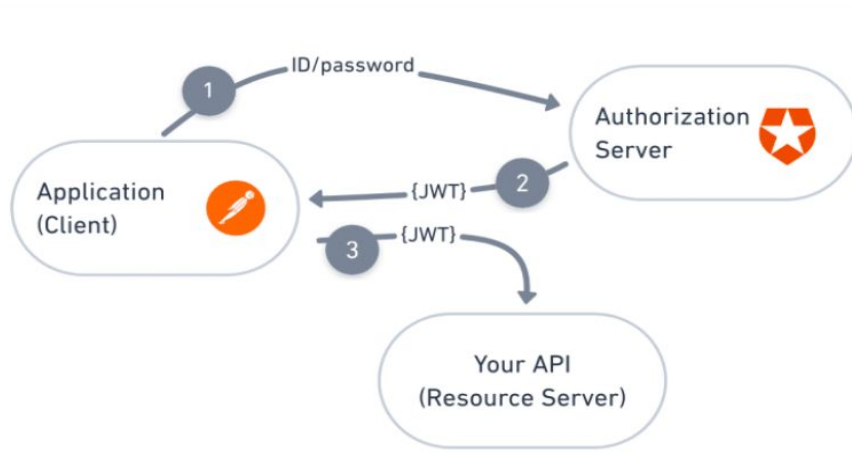 1
ID/password
Authorization
Server
2
{JWT}
Application
(Client)
3
{JWT}
Your API
(Resource Server)